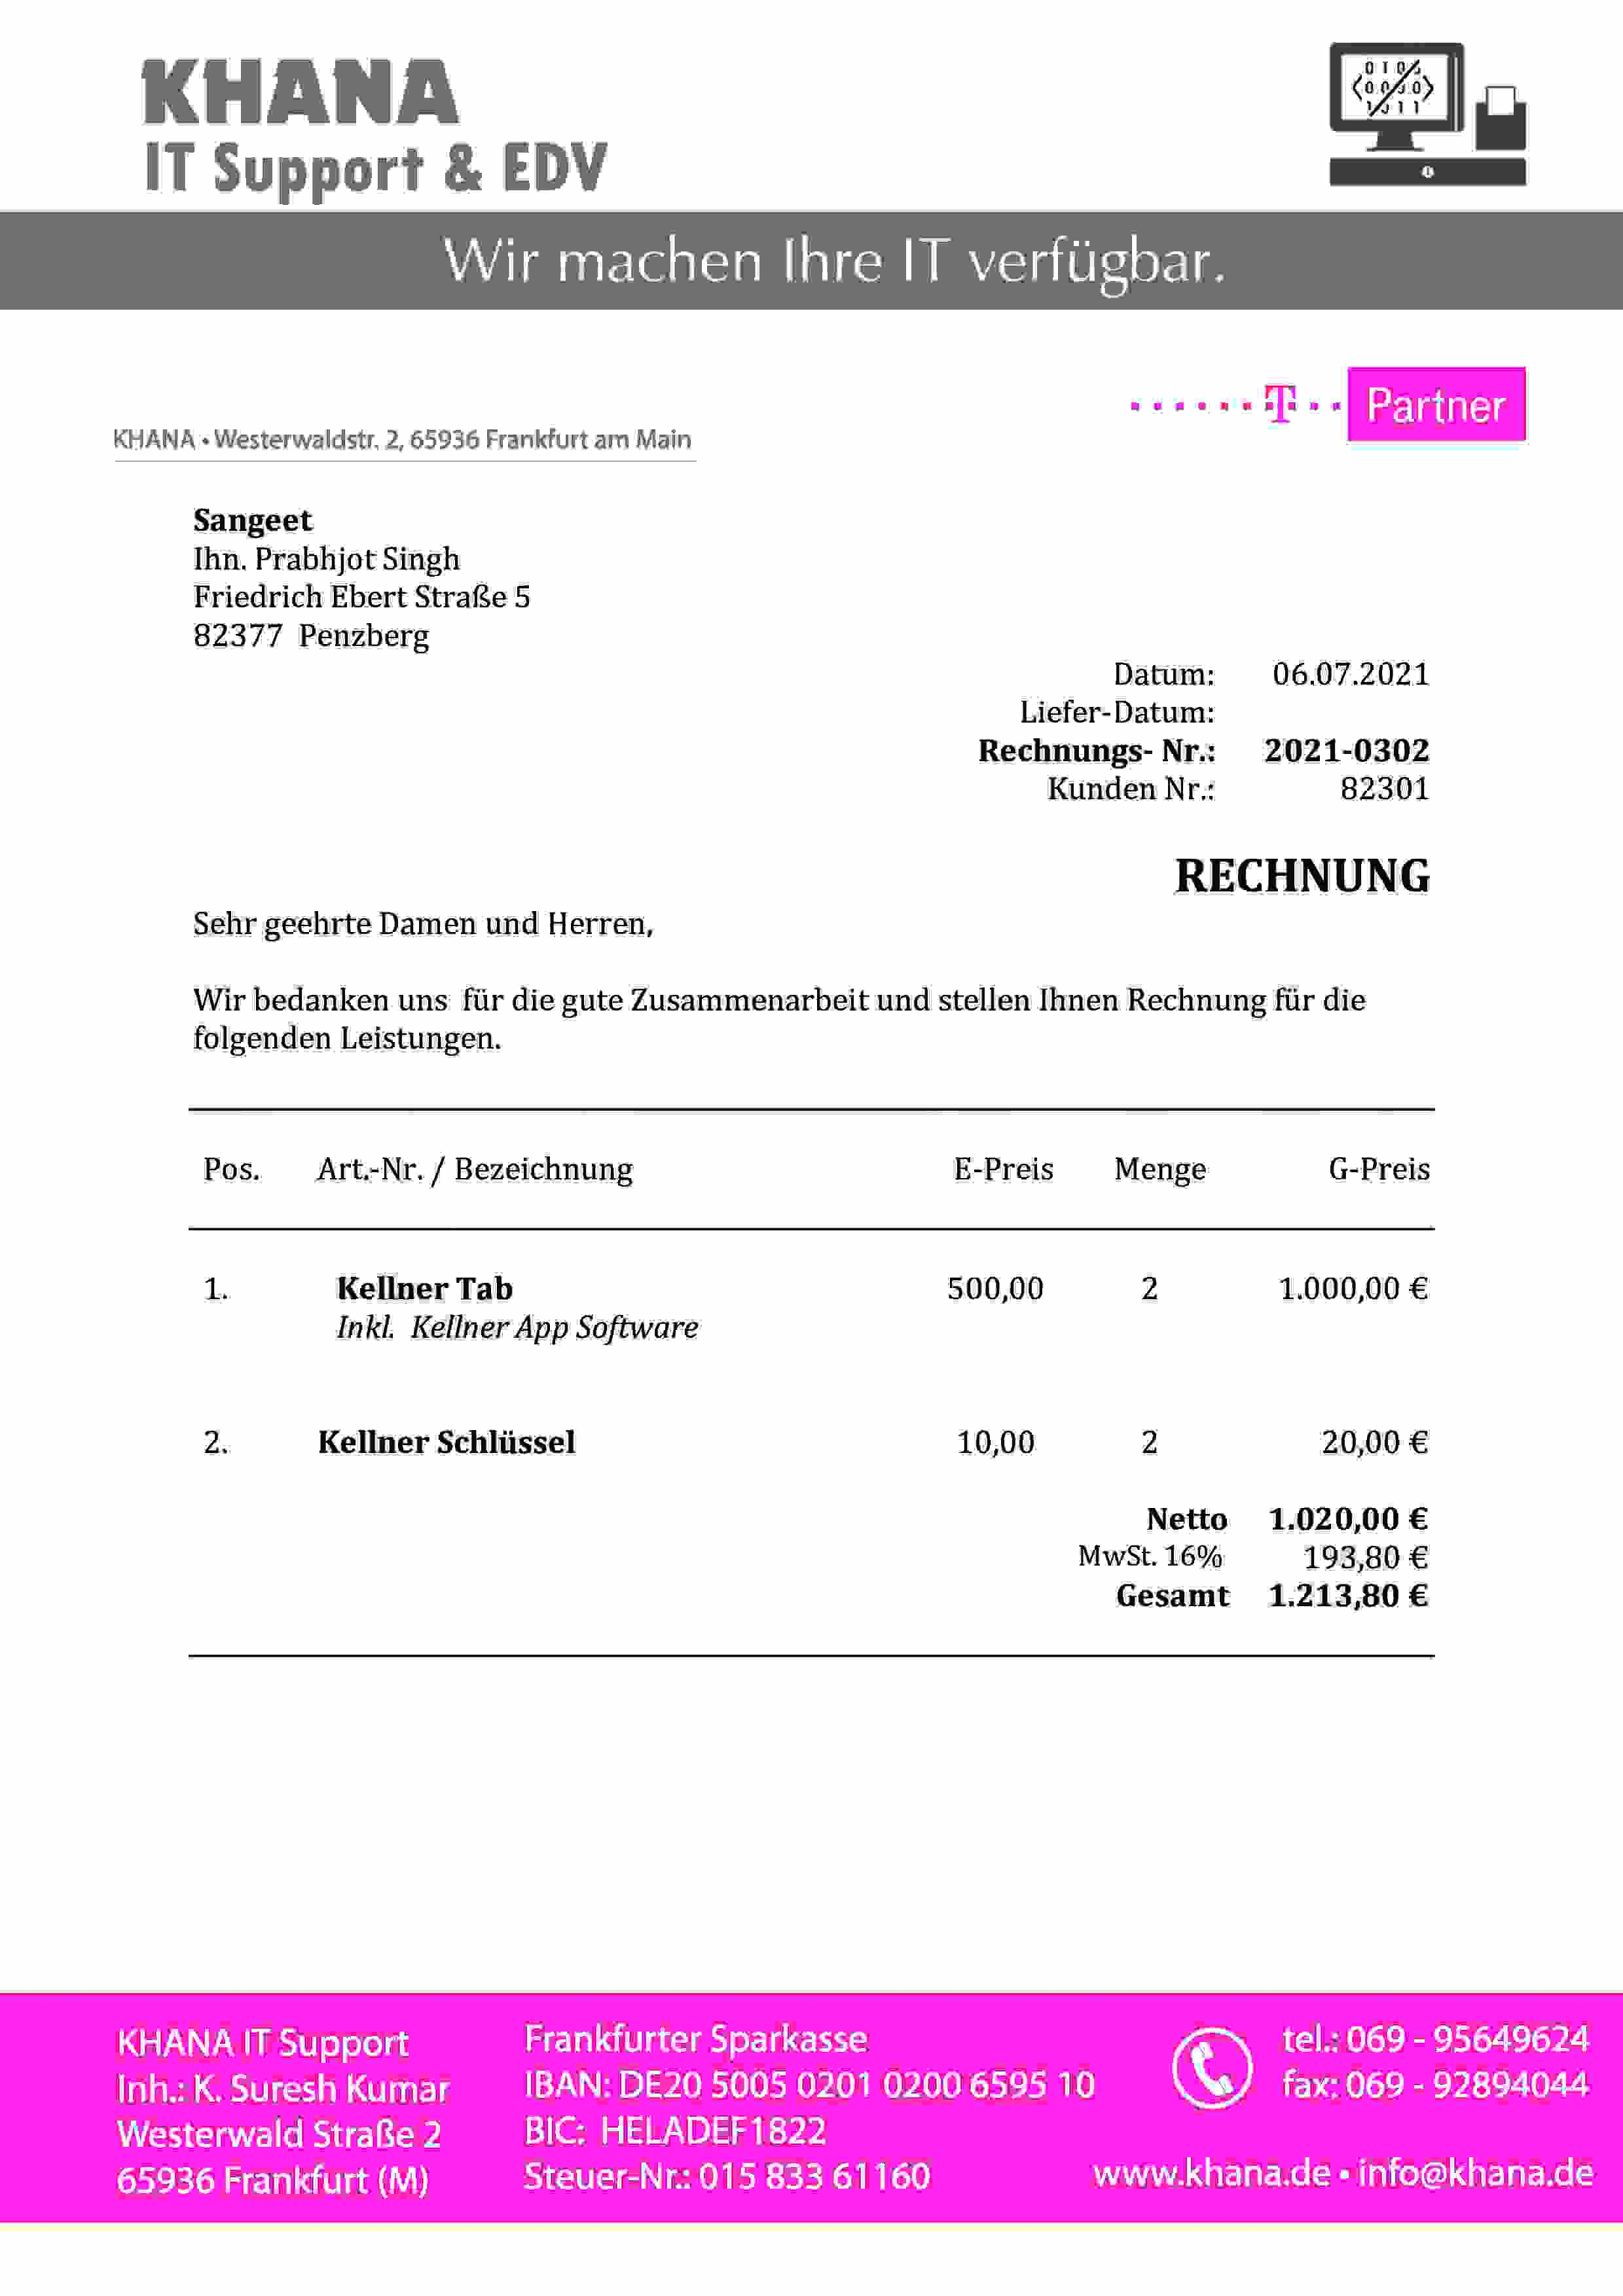 KHANA
IT Support & EDV
Wir machen Ihre IT verfügbar.
T Partner
KHANA • Westerwaldstr. 2, 65936 Frankfurt am Main
Sangeet
Ihn. Prabhjot Singh
Friedrich Ebert Straße 5
82377 Penzberg
Datum: 06.07.2021
Liefer-Datum:
Rechnungs- Nr.: 2021-0302
Kunden Nr.: 82301
RECHNUNG
Sehr geehrte Damen und Herren,
Wir bedanken uns für die gute Zusammenarbeit und stellen Ihnen Rechnung für die
folgenden Leistungen.
Pos. Art.-Nr. / Bezeichnung E-Preis Menge G-Preis
1. Kellner Tab 500,00 2 1.000,00 €
Inkl. Kellner App Software
2. Kellner Schlüssel 10,00 2 20,00 €
Netto 1.020,00 €
MwSt. 16% 193,80 €
Gesamt 1.213,80 €
KHANA IT Support
Inh.: K. Suresh Kumar
Westerwald Straße 2
65936 Frankfurt (M)
Frankfurter Sparkasse
IBAN: DE20 5005 0201 0200 6595 10
BIC: HELADEF1822
Steuer-Nr.: 015 833 61160
tel.: 069 - 95649624
fax: 069 - 92894044
www.khana.de • info@khana.de